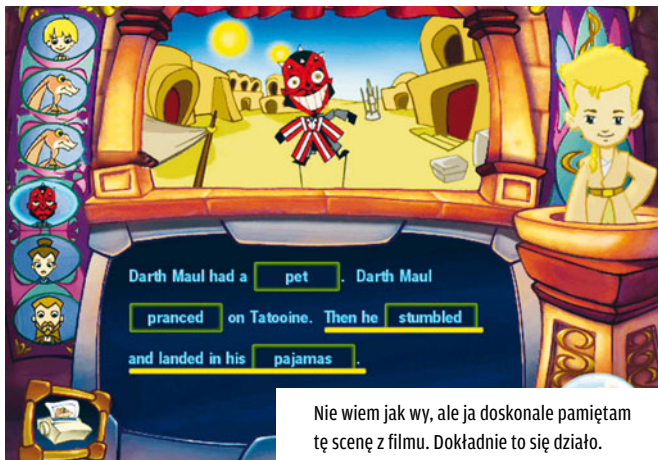 Darth Maul had a pet . Darth Maul
pranced on Tatooine. Then he stumbled
and landed in his pajamas .
Nie wiem jak wy, ale ja doskonale pamiętam
tę scenę z filmu. Dokładnie to się działo.